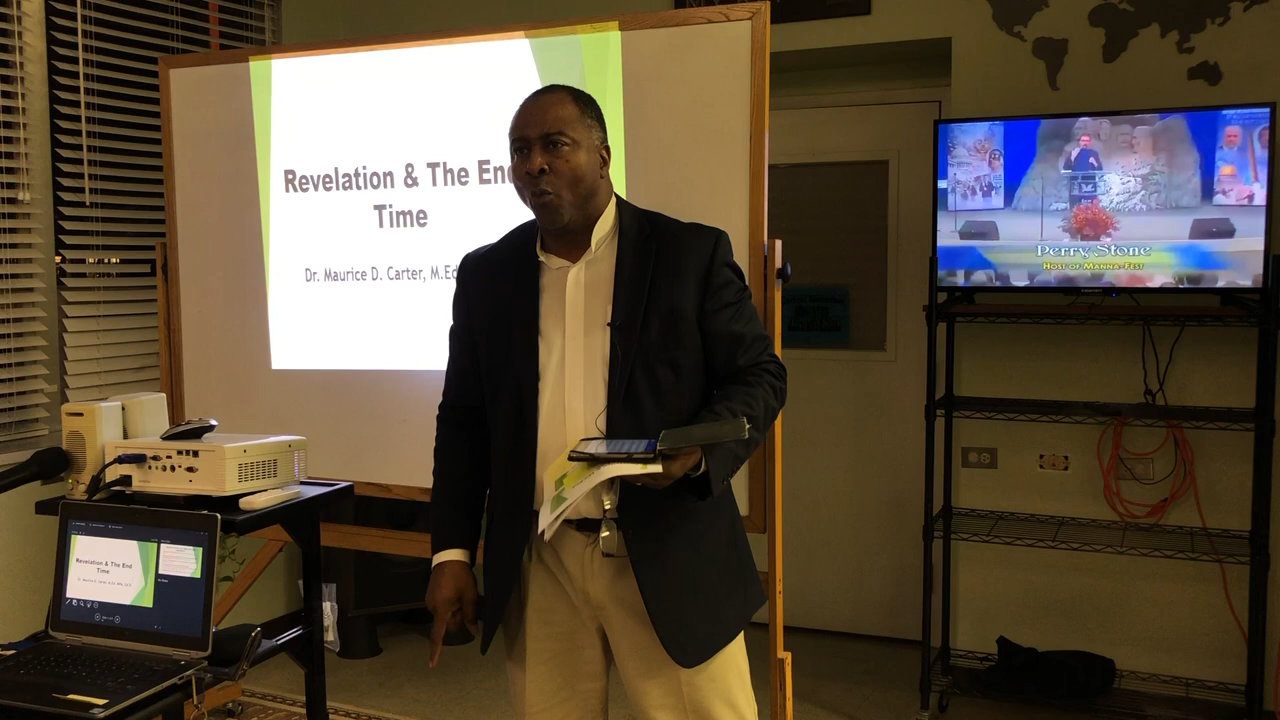 Revelation & The End
Time
Dr. Maurice D. Carter, M.Ed
Perry Stone
Host of Manna-Fest
Revelation & The End
Time